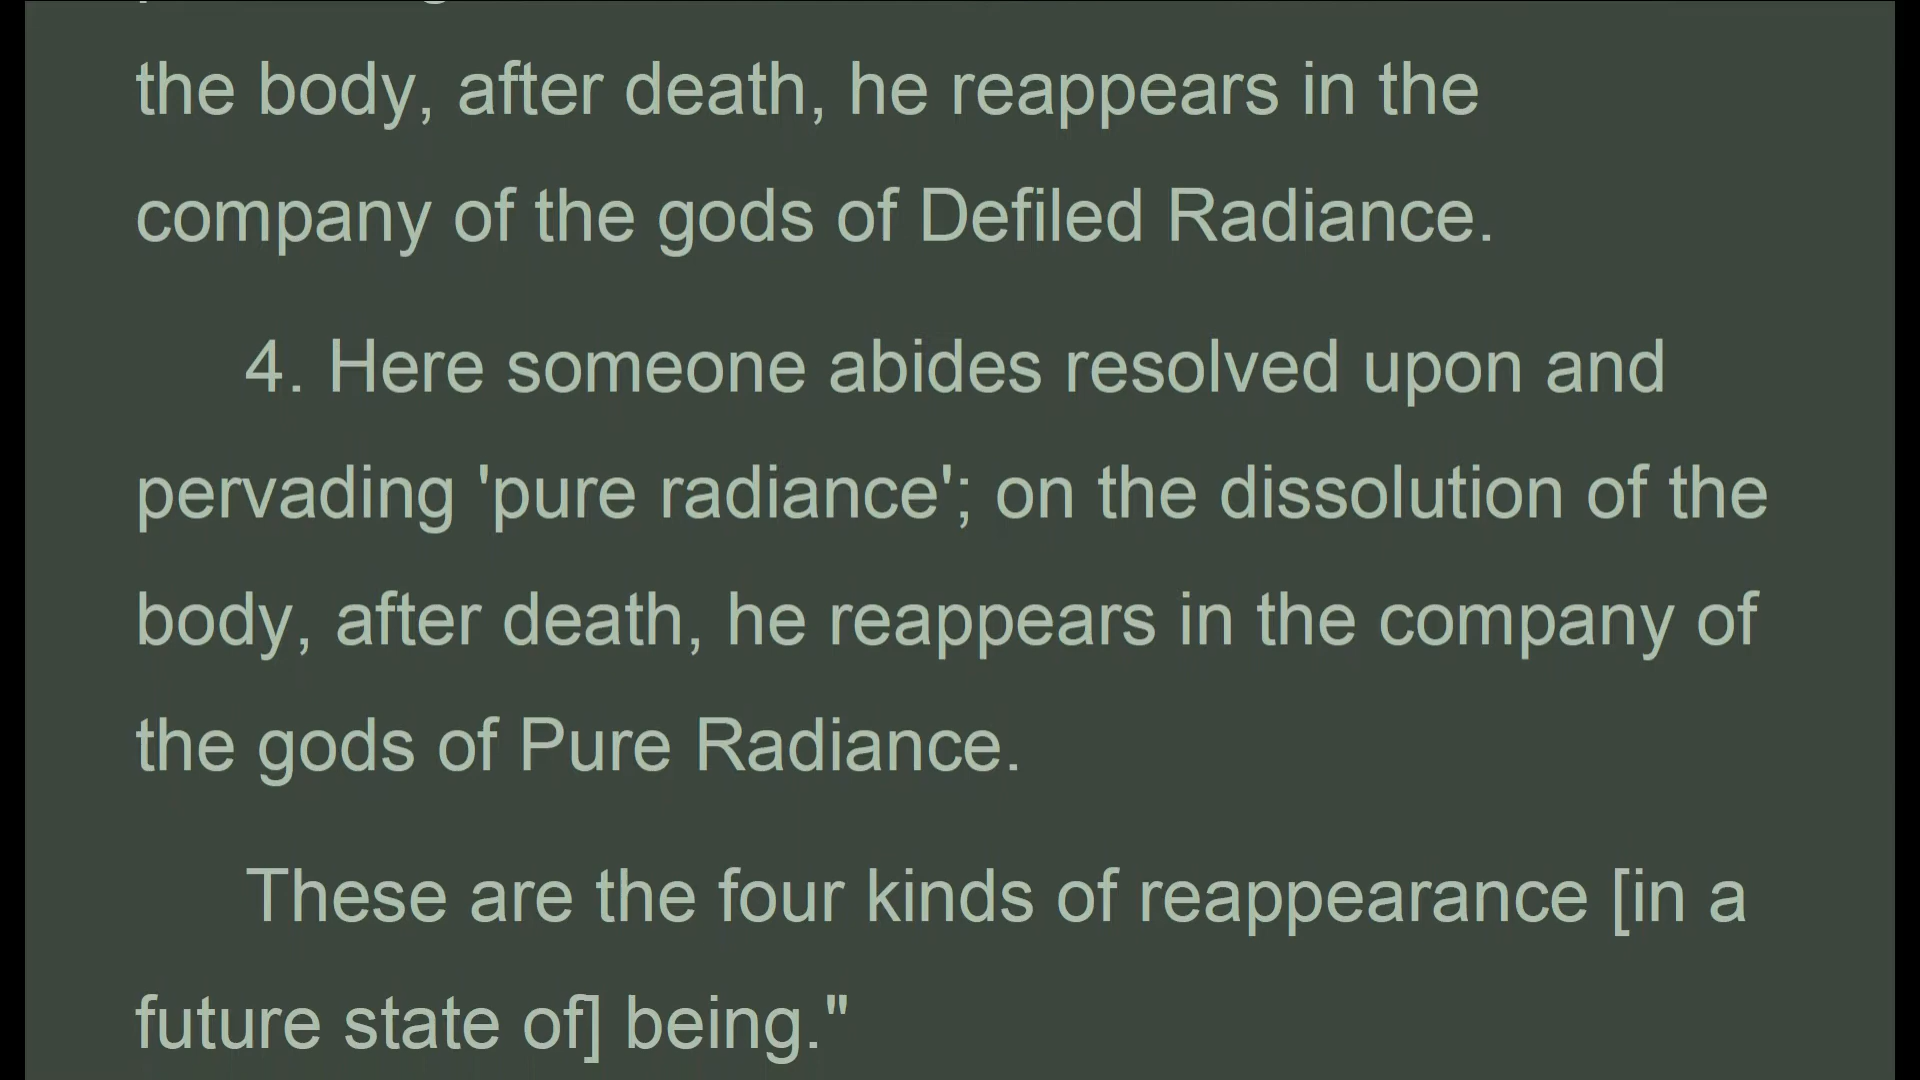 the body, after death, he reappears in the
company of the gods of Defiled Radiance.
4. Here someone abides resolved upon and
pervading 'pure radiance'; on the dissolution of the
body, after death, he reappears in the company of
the gods of Pure Radiance.
These are the four kinds of reappearance [in a
future state of] being."